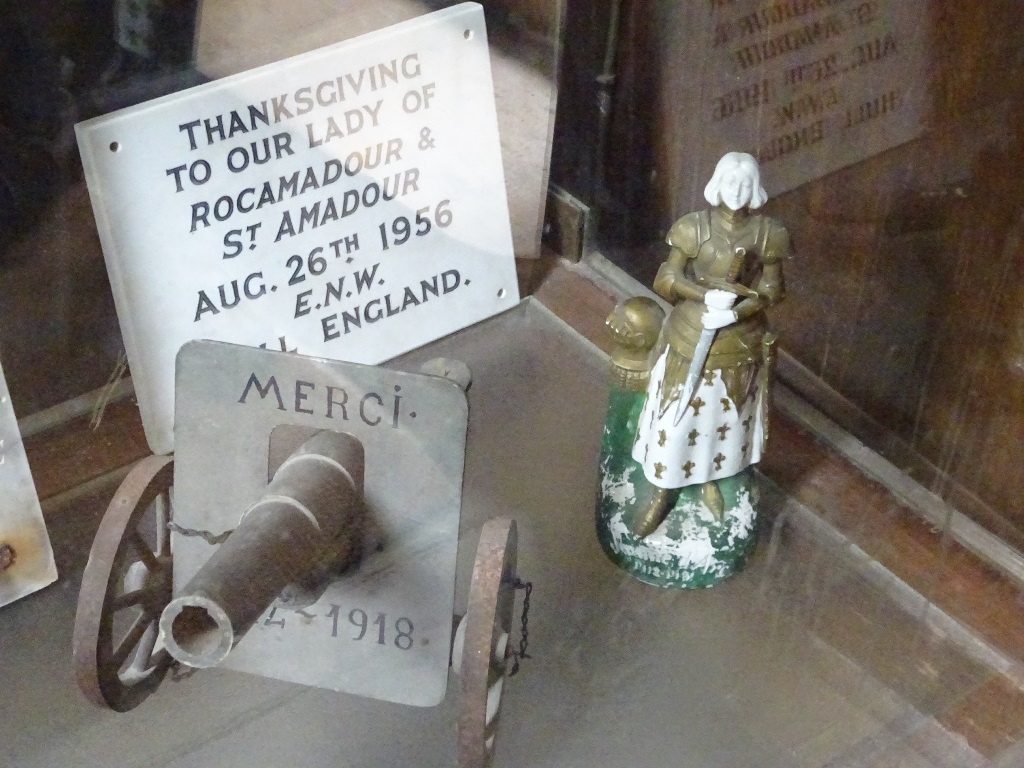 THANKSGIVING
TO OUR LADY OF
ROCAMADOUR &
ST AMADOUR
AUG. 26TH 1956
E.N.W.
ENGLAND.
MERCi.
1918